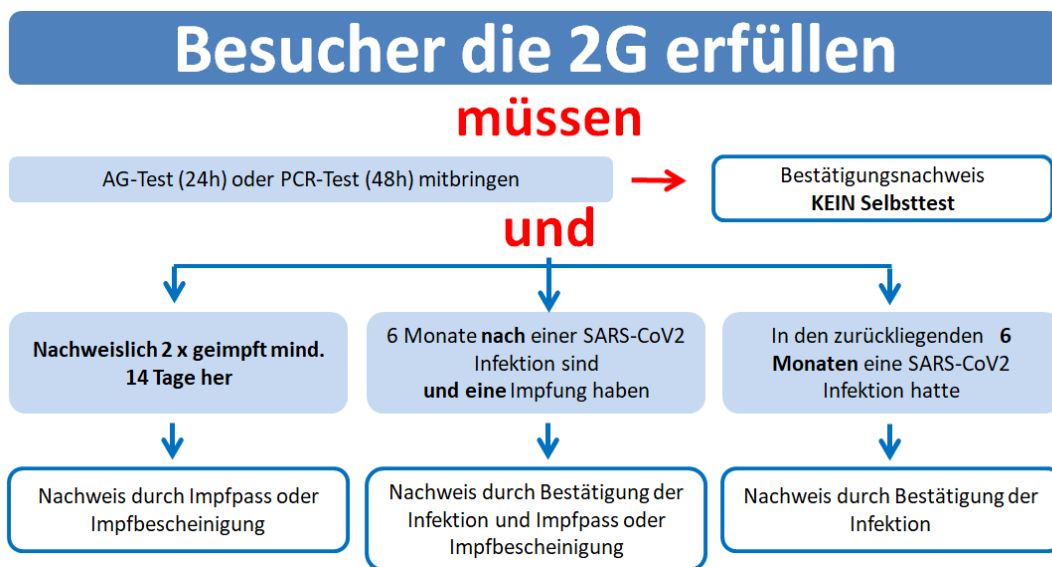 Besucher die 2G erfüllen
müssen
AG-Test (24h) oder PCR-Test (48h) mitbringen
Bestätigungsnachweis
KEIN Selbsttest
und
Nachweislich 2 x geimpft mind.
14 Tage her
6 Monate nach einer SARS-CoV2
Infektion sind
und eine Impfung haben
In den zurückliegenden 6
Monaten eine SARS-CoV2
Infektion hatte
Nachweis durch Impfpass oder
Impfbescheinigung
Nachweis durch Bestätigung der
Infektion und Impfpass oder
Impfbescheinigung
Nachweis durch Bestätigung der
Infektion